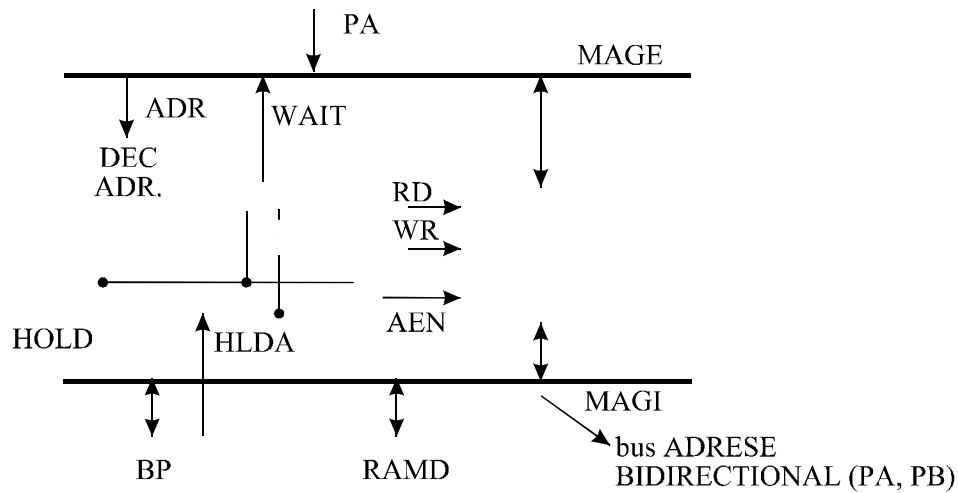 PA
MAGE
ADR
WAIT
DEC
ADR.
RD
WR
AEN
HOLD
HLDA
MAGI
BP
RAMD
bus ADRESE
BIDIRECTIONAL (PA, PB)